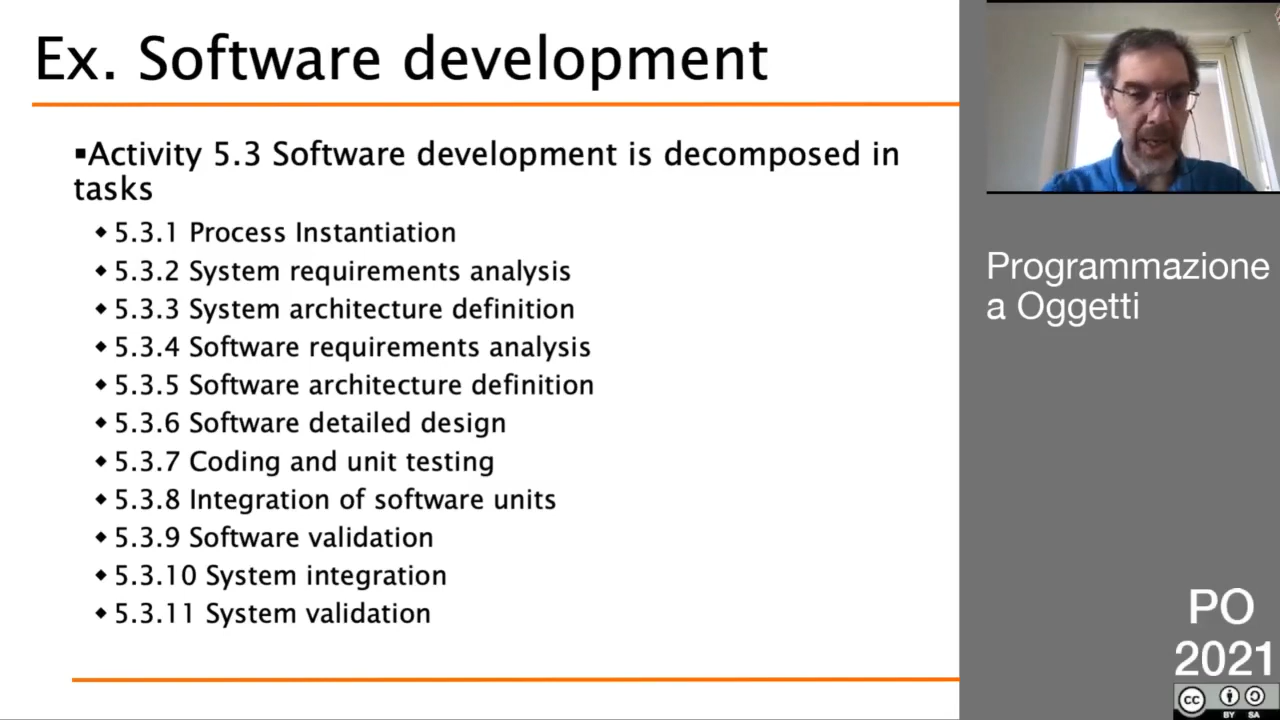 Ex. Software development
▪Activity 5.3 Software development is decomposed in
tasks
◆ 5.3.1 Process Instantiation
◆ 5.3.2 System requirements analysis
◆ 5.3.3 System architecture definition
◆ 5.3.4 Software requirements analysis
◆ 5.3.5 Software architecture definition
◆ 5.3.6 Software detailed design
◆ 5.3.7 Coding and unit testing
◆ 5.3.8 Integration of software units
◆ 5.3.9 Software validation
◆ 5.3.10 System integration
◆ 5.3.11 System validation
Programmazione
a Oggetti
PO
2021
CC BY SA